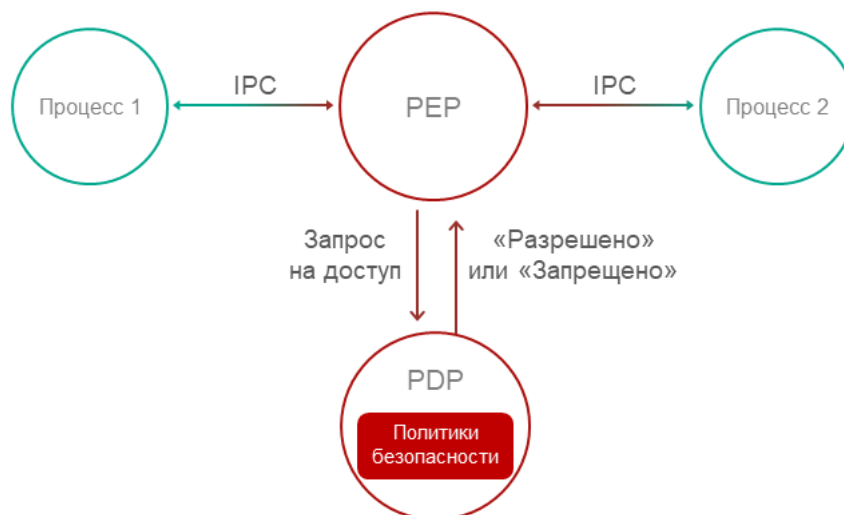 IPC
IPC
Процесс 1
PEP
Процесс 2
Запрос
на доступ
«Разрешено»
или «Запрещено»
PDP
Политики
безопасности